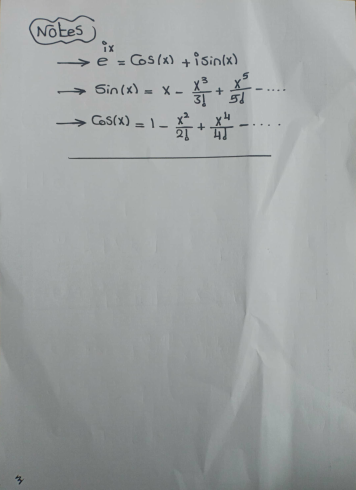 Notes
→ e^{ix} = Cos(x) + i sin(x)
→ Sin(x) = x - x³/3! + x⁵/5! - ....
→ Cos(x) = 1 - x²/2! + x⁴/4! - ....